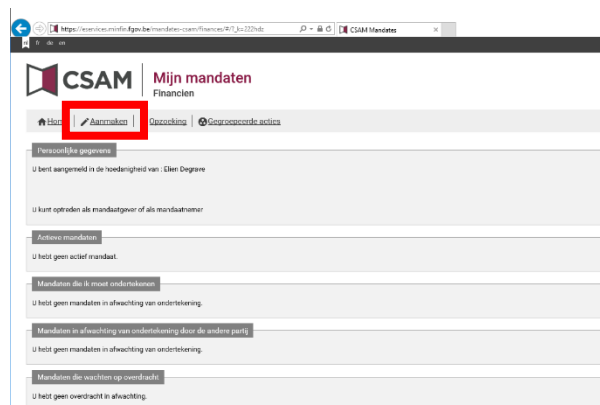 https://eservices.minfin.fgov.be/mandates-csam/Finances/#/?_k=222hdz
CSAM Mandates
nl fr de en
CSAM
Mijn mandaten
Financien
Aanmaken
Opzoeking
Gegroepeerde acties
Persoonlijke gegevens
U bent aangemeld in de hoedanigheid van : Elien Degrave
U kunt optreden als mandaatgever of als mandaatnemer
Actieve mandaten
U hebt geen actief mandaat.
Mandaten die ik moet ondertekenen
U hebt geen mandaten in afwachting van ondertekening.
Mandaten in afwachting van ondertekening door de andere partij
U hebt geen mandaten in afwachting van ondertekening.
Mandaten die wachten op overdracht
U hebt geen overdracht in afwachting.